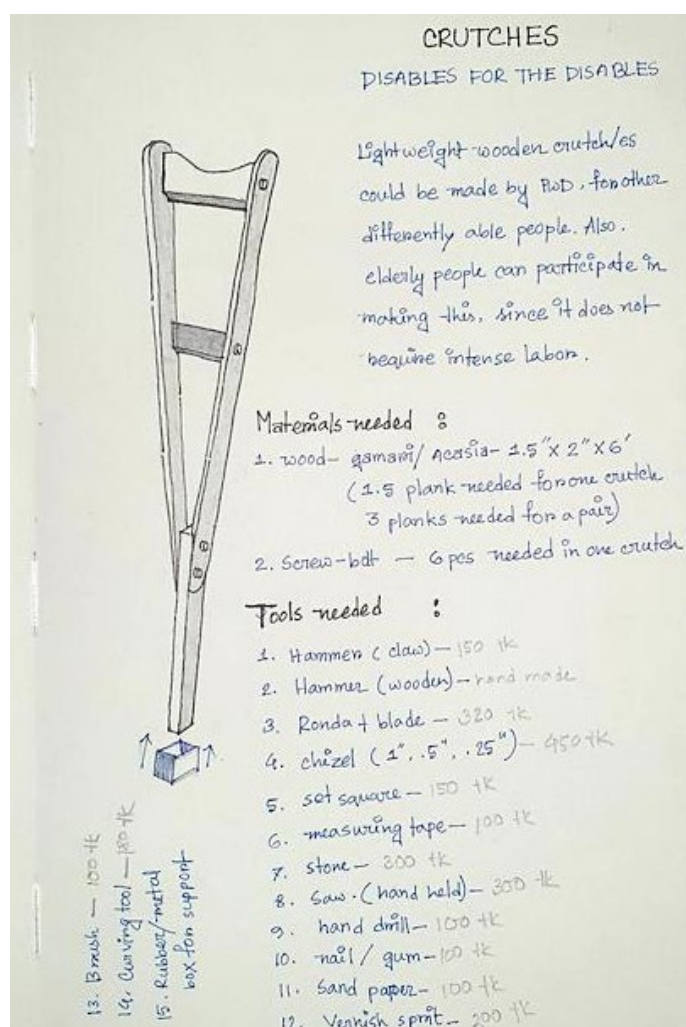 CRUTCHES
DISABLES FOR THE DISABLES
Lightweight wooden crutch/es
could be made by PWD, for other
differently able people. Also,
elderly people can participate in
making this, since it does not
require intense labor.
Materials needed :
1. wood- gamari/ Acasia- 1.5"x 2"x 6'
(1.5 plank needed for one crutch
3 planks needed for a pair)
2. Screw-bolt — 6 pcs needed in one crutch
Tools needed :
1. Hammer (claw) — 150 tk
2. Hammer (wooden) — hand made
3. Ronda + blade — 320 tk
4. chizel (1", .5", .25") — 450 tk
5. set square — 150 tk
6. measuring tape — 100 tk
7. stone — 300 tk
8. Saw. (hand held) — 350 tk
9. hand drill — 100 tk
10. nail / gum — 100 tk
11. Sand paper — 100 tk
12. Vernish sprit — 200 tk
13. Brush — 100 tk
14. Curving tool — 180 tk
15. Rubber/metal
box for support